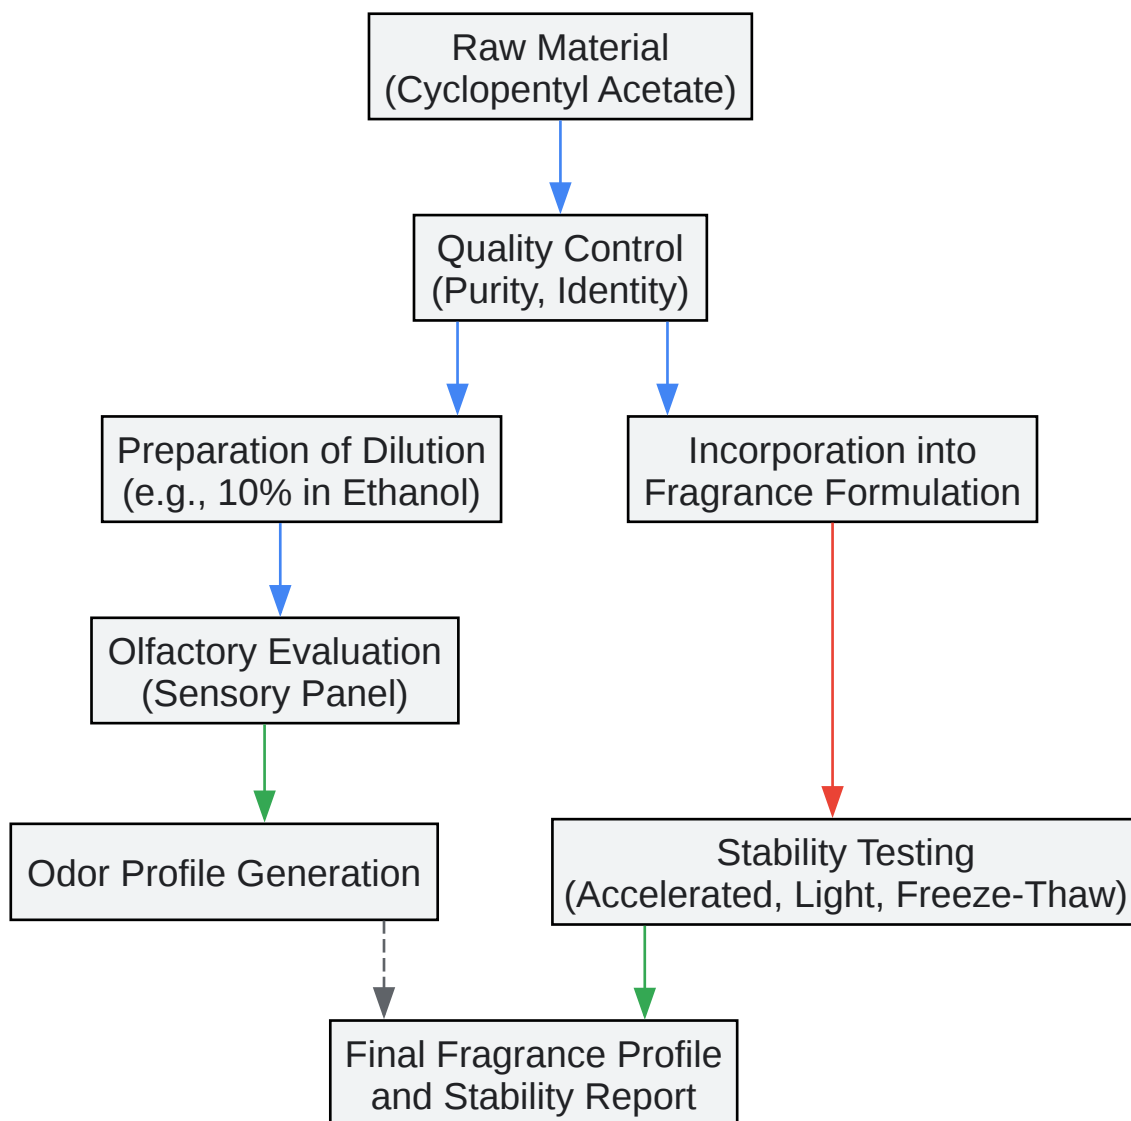 Raw Material
(Cyclopentyl Acetate)
Quality Control
(Purity, Identity)
Preparation of Dilution
(e.g., 10% in Ethanol)
Incorporation into
Fragrance Formulation
Olfactory Evaluation
(Sensory Panel)
Odor Profile Generation
Stability Testing
(Accelerated, Light, Freeze-Thaw)
Final Fragrance Profile
and Stability Report